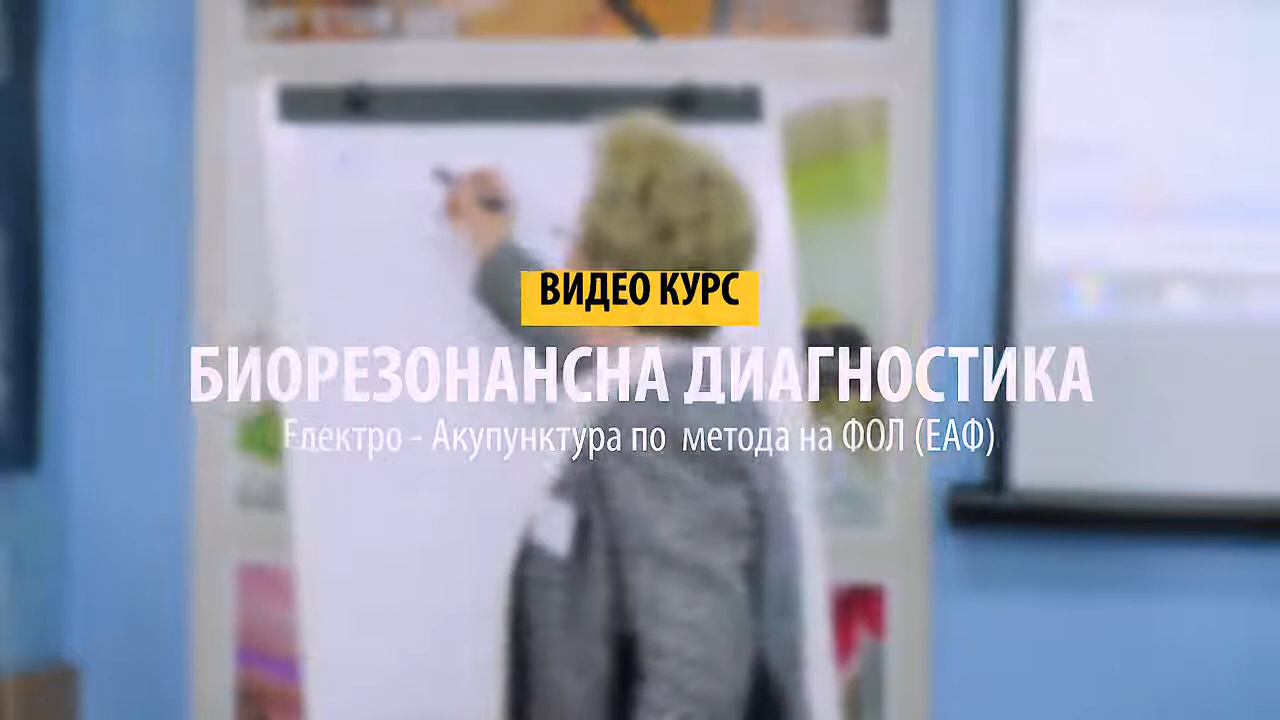 ВИДЕО КУРС
БИОРЕЗОНАНСНА ДИАГНОСТИКА
Електро - Акупунктура по метода на ФОЛ (ЕАФ)